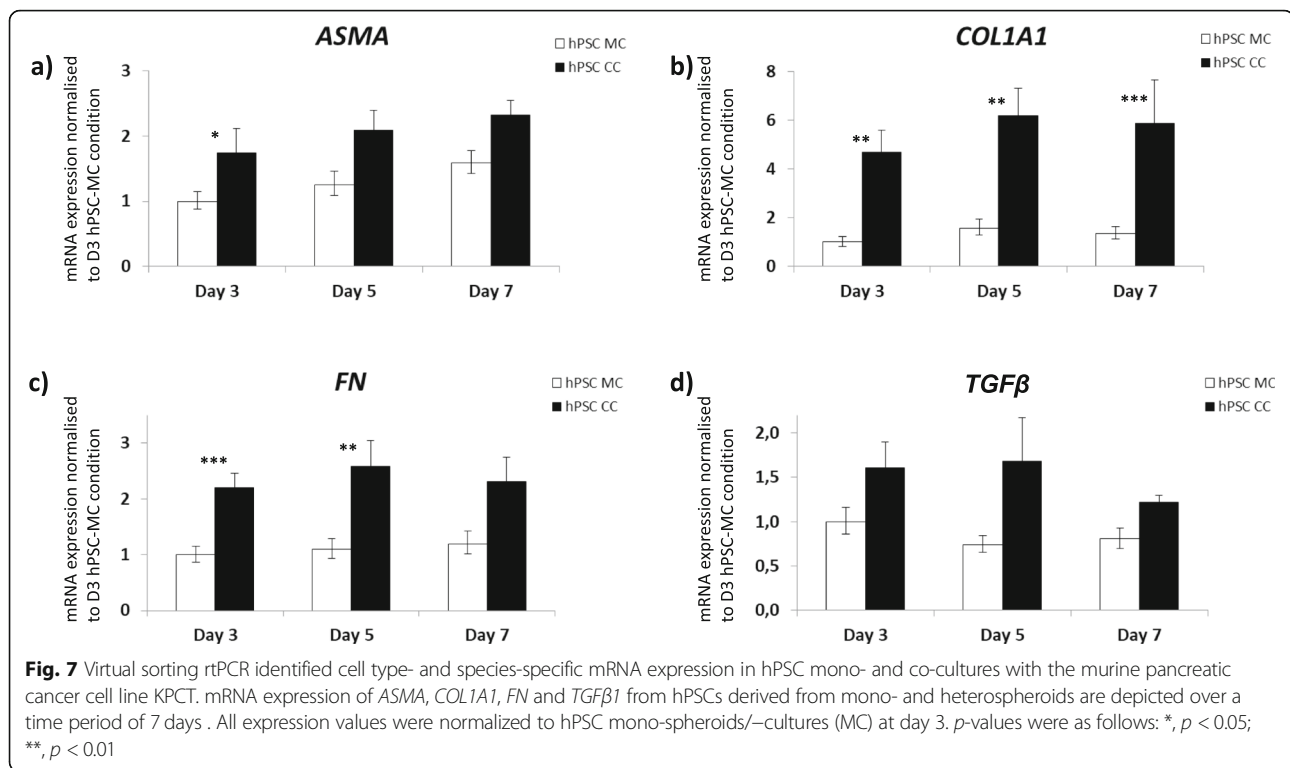 a)
ASMA
hPSC MC
hPSC CC
mRNA expression normalised
to D3 hPSC-MC condition
3
2
1
0
*
Day 3
Day 5
Day 7
b)
COL1A1
hPSC MC
hPSC CC
mRNA expression normalised
to D3 hPSC-MC condition
8
6
4
2
0
**
**
***
Day 3
Day 5
Day 7
c)
FN
hPSC MC
hPSC CC
mRNA expression normalised
to D3 hPSC-MC condition
3
2
1
0
***
**
Day 3
Day 5
Day 7
d)
TGFβ
hPSC MC
hPSC CC
mRNA expression normalised
to D3 hPSC-MC condition
2,0
1,5
1,0
0,5
0,0
Day 3
Day 5
Day 7
Fig. 7 Virtual sorting rtPCR identified cell type- and species-specific mRNA expression in hPSC mono- and co-cultures with the murine pancreatic
cancer cell line KPCT. mRNA expression of ASMA, COL1A1, FN and TGFβ1 from hPSCs derived from mono- and heterospheroids are depicted over a
time period of 7 days . All expression values were normalized to hPSC mono-spheroids/–cultures (MC) at day 3. p-values were as follows: *, p < 0.05;
**, p < 0.01